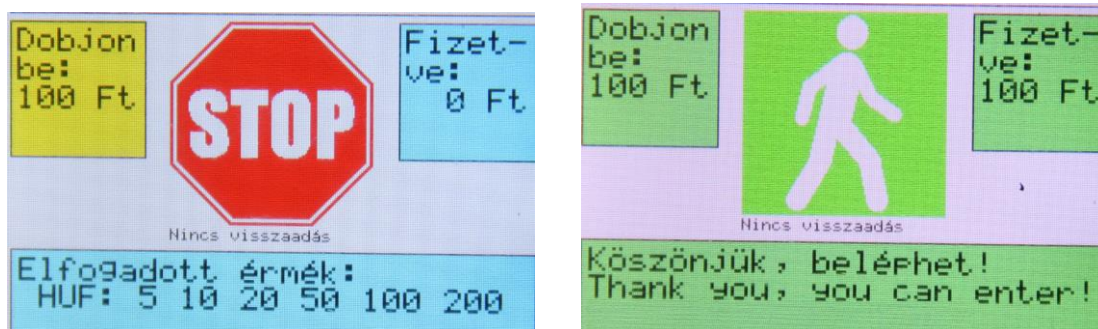 Dobjon
be:
100 Ft
STOP
Fizet-
ve:
0 Ft
Nincs visszaadás
Elfogadott érmék:
HUF: 5 10 20 50 100 200
Dobjon
be:
100 Ft
Fizet-
ve:
100 Ft
Nincs visszaadás
Köszönjük, beléphet!
Thank you, you can enter!